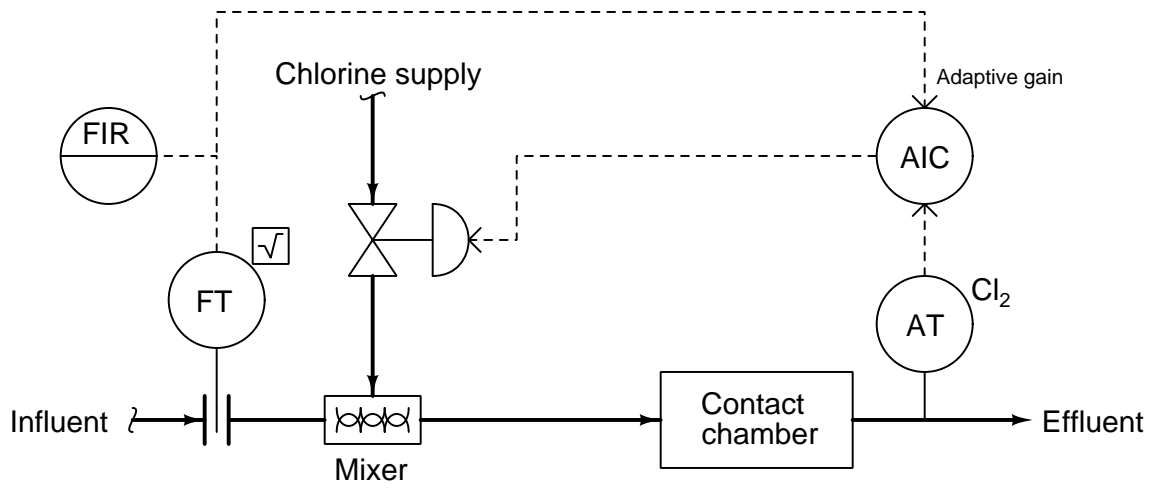 Chlorine supply
Adaptive gain
FIR
AIC
√
FT
Cl₂
AT
Influent
Mixer
Contact
chamber
Effluent